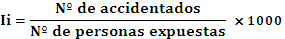 Ii = Nº de accidentados / Nº de personas expuestas × 1000